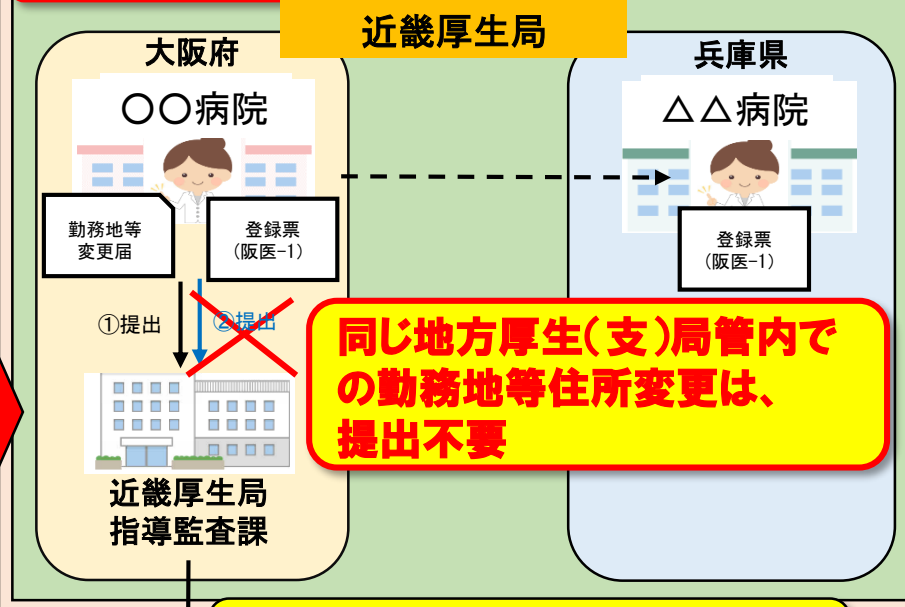 近畿厚生局
大阪府
〇〇病院
勤務地等
変更届
登録票
(阪医-1)
①提出
②提出
近畿厚生局
指導監査課
兵庫県
△△病院
登録票
(阪医-1)
同じ地方厚生(支)局管内で
の勤務地等住所変更は、
提出不要